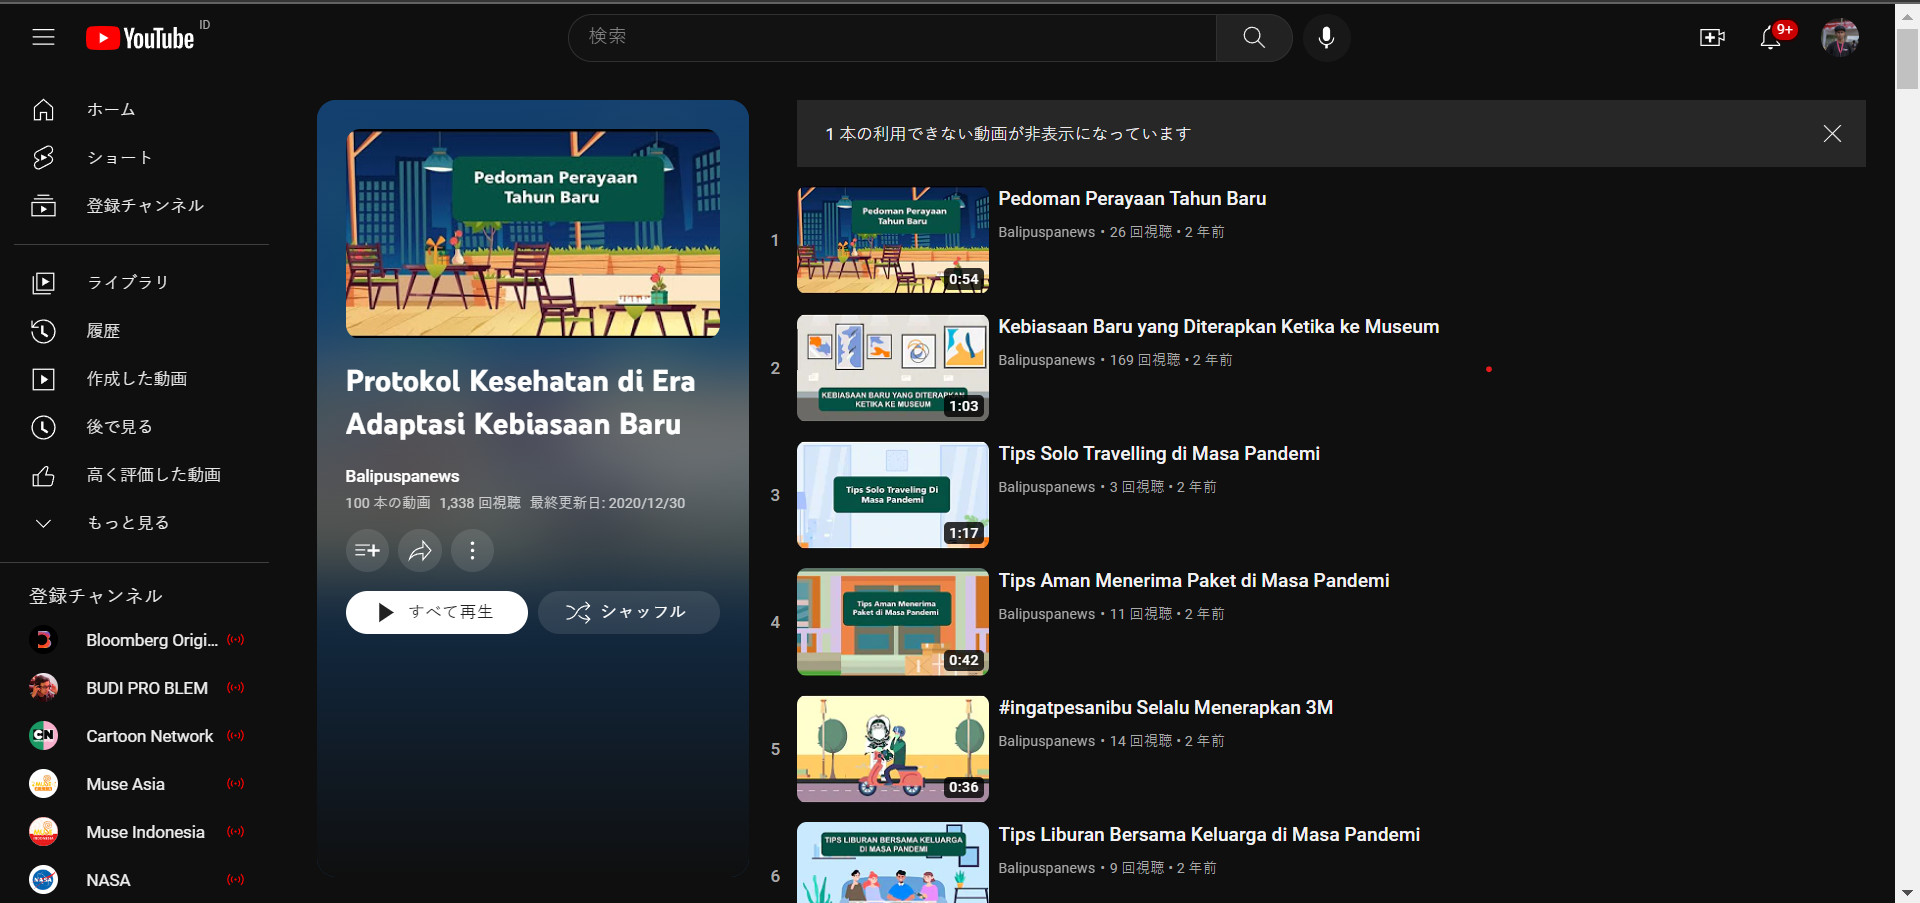 YouTube ID
検索
9+
ホーム
ショート
登録チャンネル
ライブラリ
履歴
作成した動画
後で見る
高く評価した動画
もっと見る
登録チャンネル
Bloomberg Origi...
BUDI PRO BLEM
Cartoon Network
Muse Asia
Muse Indonesia
NASA
Pedoman Perayaan
Tahun Baru
Protokol Kesehatan di Era
Adaptasi Kebiasaan Baru
Balipuspanews
100 本の動画 1,338 回視聴 最終更新日: 2020/12/30
すべて再生
シャッフル
1 本の利用できない動画が非表示になっています
1
Pedoman Perayaan
Tahun Baru
0:54
Pedoman Perayaan Tahun Baru
Balipuspanews • 26 回視聴 • 2 年前
2
KEBIASAAN BARU YANG DITERAPKAN
KETIKA KE MUSEUM
1:03
Kebiasaan Baru yang Diterapkan Ketika ke Museum
Balipuspanews • 169 回視聴 • 2 年前
3
Tips Solo Traveling Di
Masa Pandemi
1:17
Tips Solo Travelling di Masa Pandemi
Balipuspanews • 3 回視聴 • 2 年前
4
Tips Aman Menerima
Paket di Masa Pandemi
0:42
Tips Aman Menerima Paket di Masa Pandemi
Balipuspanews • 11 回視聴 • 2 年前
5
0:36
#ingatpesanibu Selalu Menerapkan 3M
Balipuspanews • 14 回視聴 • 2 年前
6
TIPS LIBURAN BERSAMA KELUARGA
DI MASA PANDEMI
Tips Liburan Bersama Keluarga di Masa Pandemi
Balipuspanews • 9 回視聴 • 2 年前